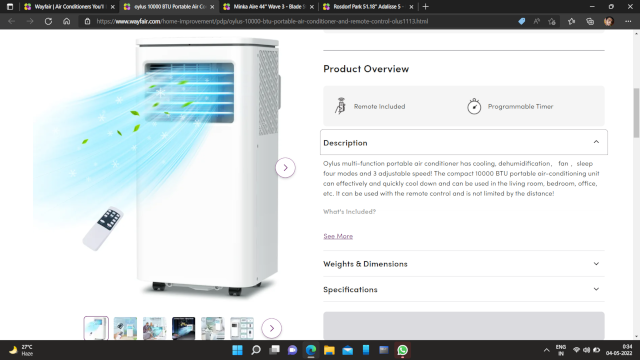 Wayfair | Air Conditioners You'll
oylus 10000 BTU Portable Air Co
Minka Aire 44" Wave 3 - Blade S
Rosdorf Park 51.18" Adalisse 5 -
https://www.wayfair.com/home-improvement/pdp/oylus-10000-btu-portable-air-conditioner-and-remote-control-olus1113.html
Product Overview
Remote Included
Programmable Timer
Description
Oylus multi-function portable air conditioner has cooling, dehumidification, fan , sleep
four modes and 3 adjustable speed! The compact 10000 BTU portable air-conditioning unit
can effectively and quickly cool down and can be used in the living room, bedroom, office,
etc. It can be used with the remote control and is not limited by the distance!
What's Included?
See More
Weights & Dimensions
Specifications
27°C
Haze
ENG
IN
0:34
04-05-2022